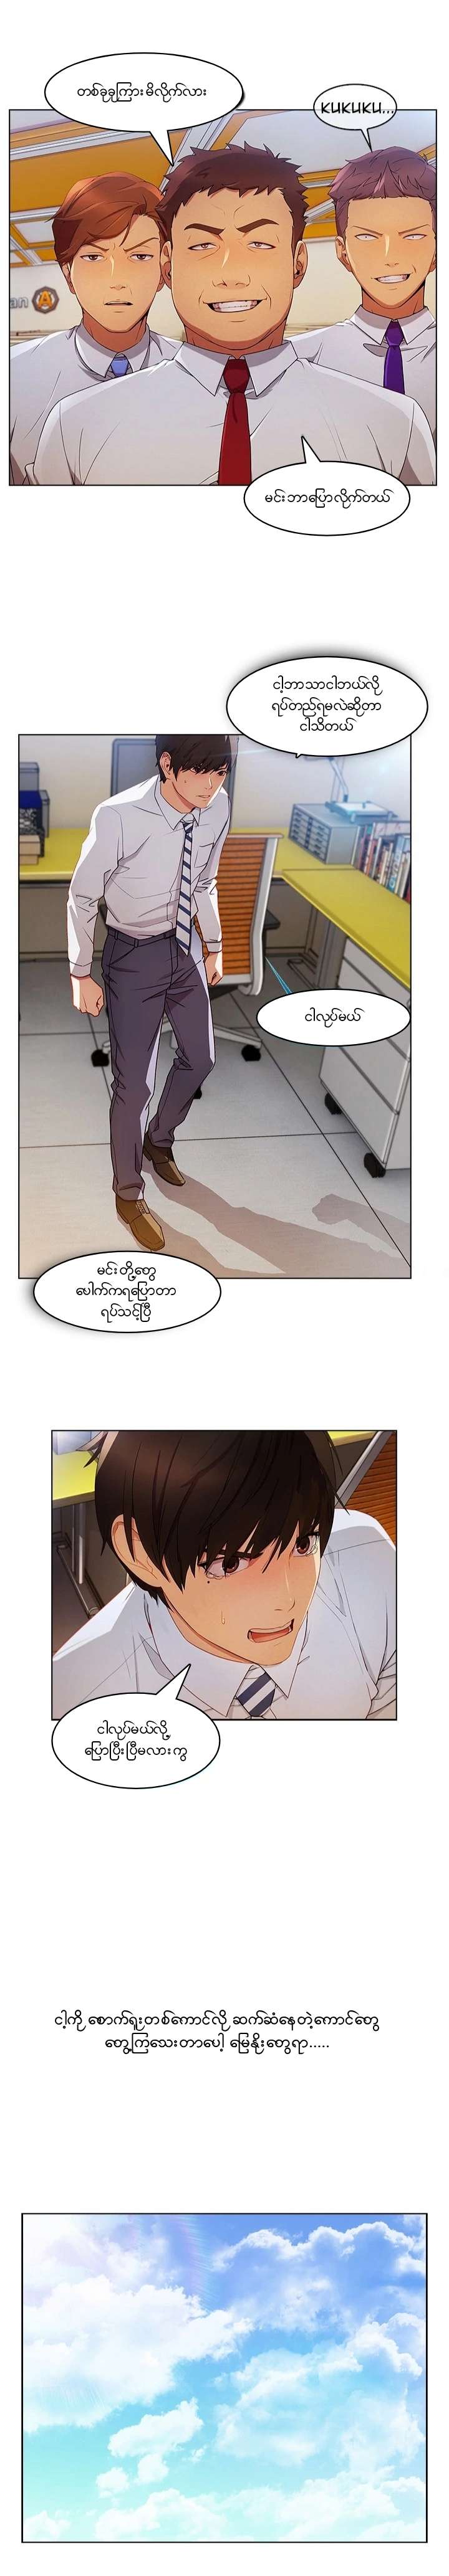 တစ်ခုခုကြားမိလိုက်လား
KUKUKU...
an
မင်းဘာပြောလိုက်တယ်
ငါ့ဘာသာငါဘယ်လို
ရပ်တည်ရမလဲဆိုတာ
ငါသိတယ်
ငါလုပ်မယ်
မင်းတို့တွေ
ပေါက်ကရပြောတာ
ရပ်သင့်ပြီ
ငါလုပ်မယ်လို့
ပြောပြီးပြီမလားကွ
ငါ့ကို စောက်ရူးတစ်ကောင်လို ဆက်ဆံနေတဲ့ကောင်တွေ
တွေ့ကြသေးတာပေါ့ မြေနိုးတွေရာ.....